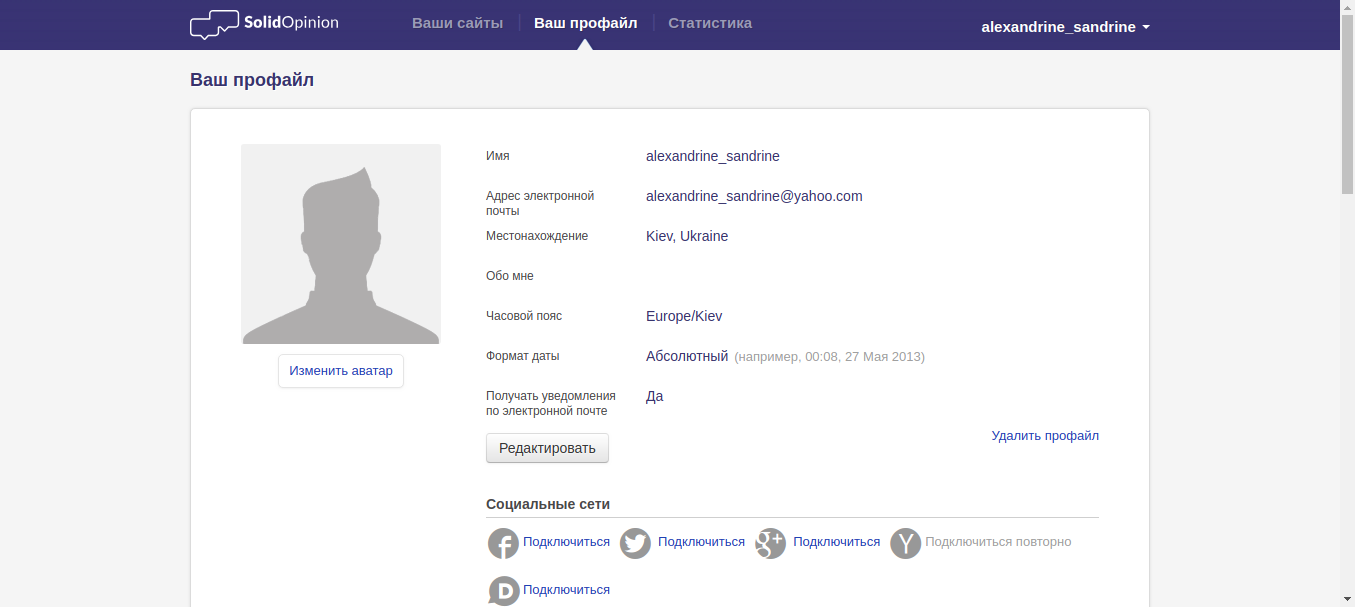 SolidOpinion Ваши сайты Ваш профиль Статистика alexandrine_sandrine
Ваш профиль
Имя alexandrine_sandrine
Адрес электронной почты alexandrine_sandrine@yahoo.com
Местонахождение Kiev, Ukraine
Обо мне
Часовой пояс Europe/Kiev
Формат даты Абсолютный (например, 00:08, 27 Мая 2013)
Изменить аватар
Получать уведомления по электронной почте Да
Удалить профайл
Редактировать
Социальные сети
f Подключиться Подключиться g+ Подключиться Y Подключиться повторно
D Подключиться